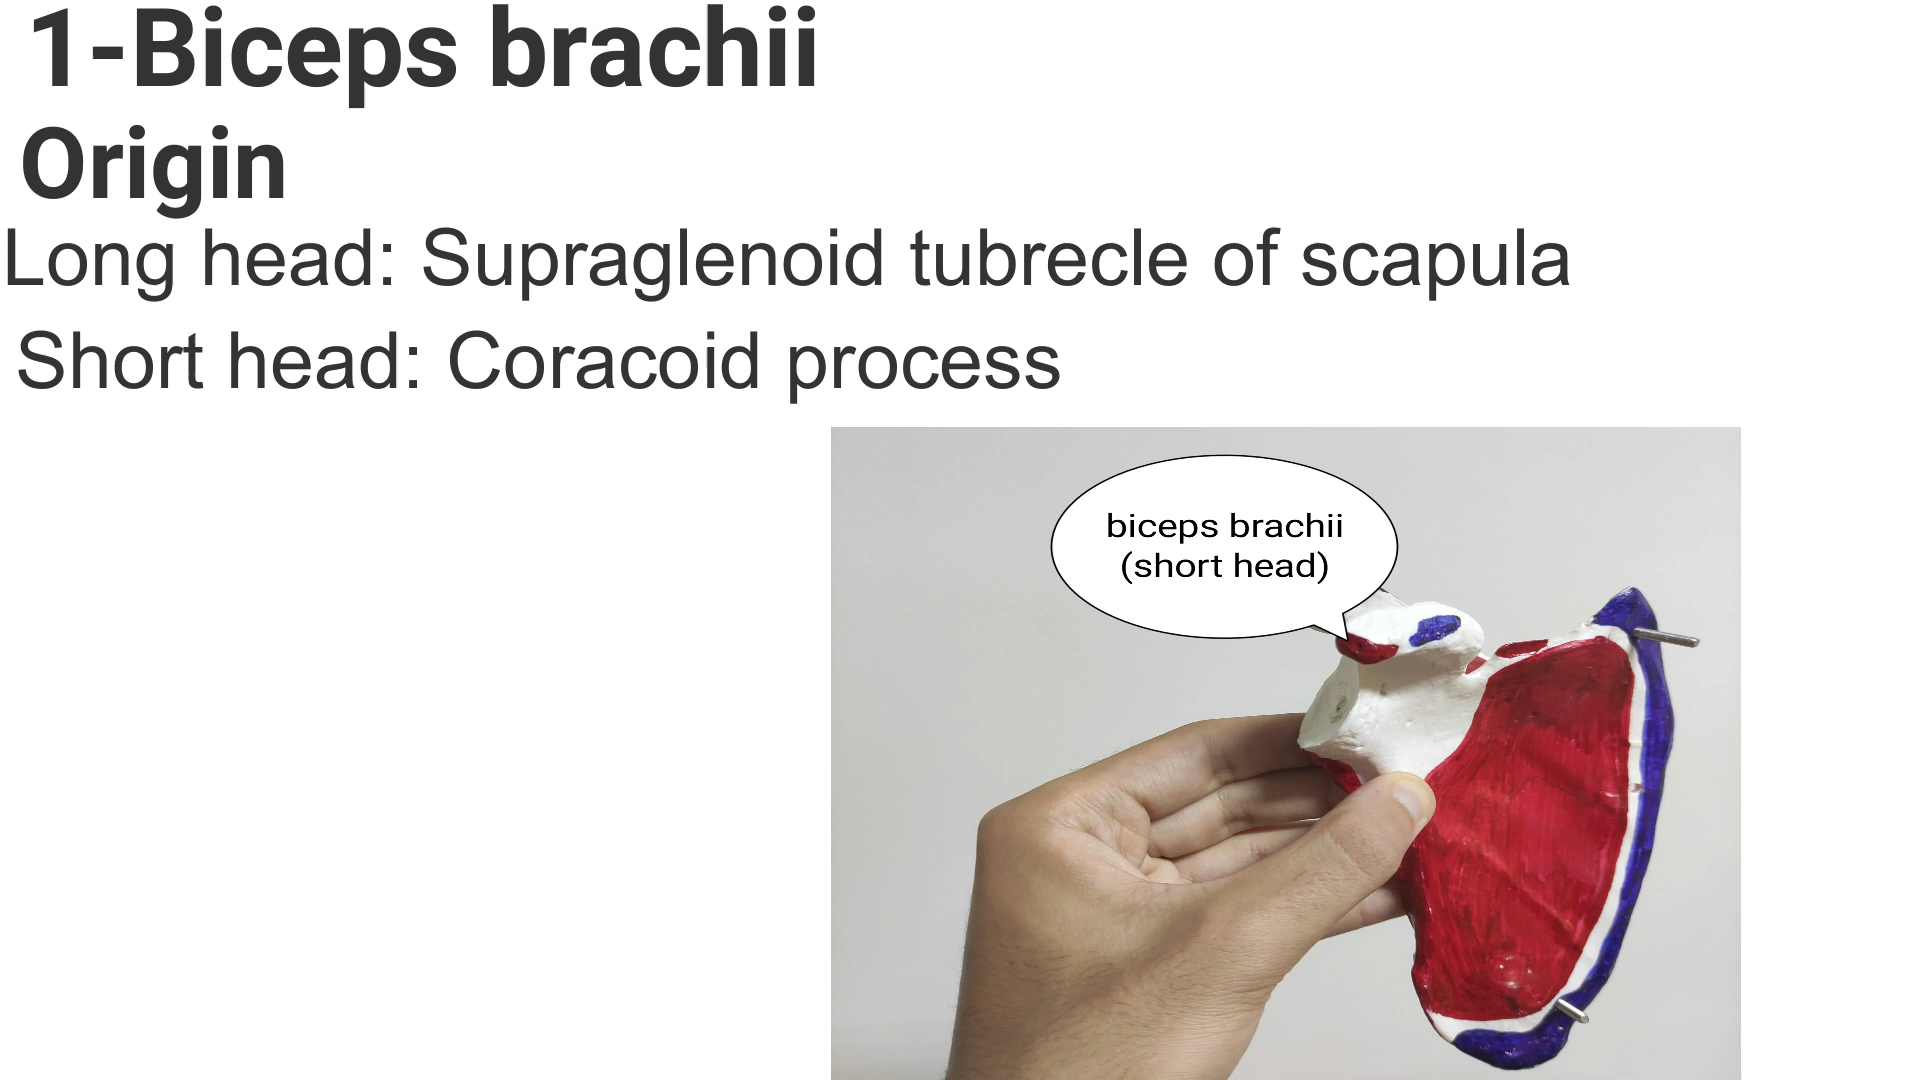 1-Biceps brachii
Origin
Long head: Supraglenoid tubrecle of scapula
Short head: Coracoid process
biceps brachii
(short head)